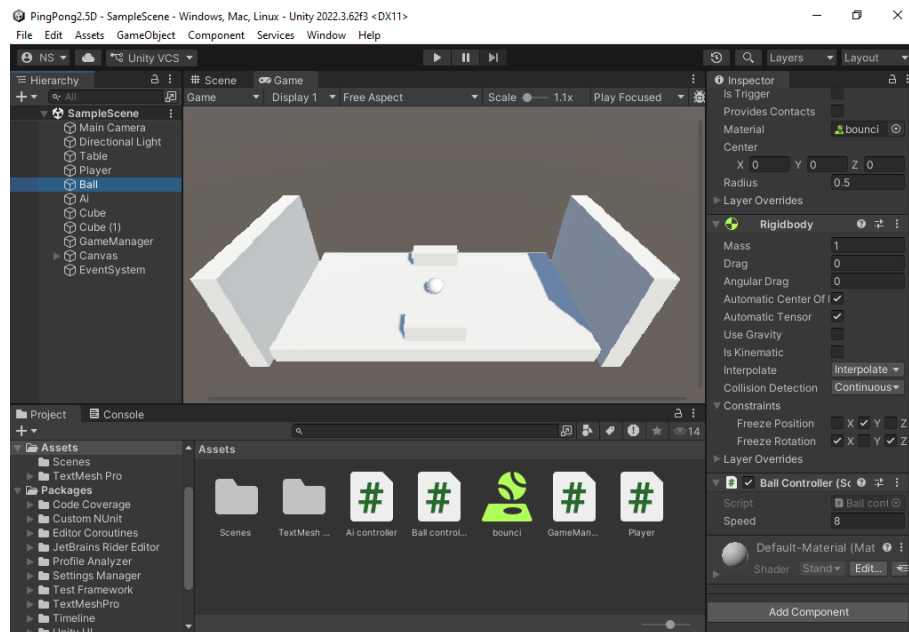 PingPong2.5D - SampleScene - Windows, Mac, Linux - Unity 2022.3.62f3 <DX11>
File Edit Assets GameObject Component Services Window Help
NS Unity VCS Layers Layout
Hierarchy
All
SampleScene
Main Camera
Directional Light
Table
Player
Ball
Ai
Cube
Cube (1)
GameManager
Canvas
EventSystem
Scene Game
Game Display 1 Free Aspect Scale 1.1x Play Focused
Inspector
Is Trigger
Provides Contacts
Material bounci
Center
X 0 Y 0 Z 0
Radius 0.5
Layer Overrides
Rigidbody
Mass 1
Drag 0
Angular Drag 0
Automatic Center Of
Automatic Tensor
Use Gravity
Is Kinematic
Interpolate Interpolate
Collision Detection Continuous
Constraints
Freeze Position X Y Z
Freeze Rotation X Y Z
Layer Overrides
Ball Controller (Sc
Script Ball cont
Speed 8
Default-Material (Mat
Shader Stand Edit...
Add Component
Project Console
14
Assets
Scenes
TextMesh Pro
Packages
Code Coverage
Custom NUnit
Editor Coroutines
JetBrains Rider Editor
Profile Analyzer
Settings Manager
Test Framework
TextMeshPro
Timeline
Unity UI
Assets
Scenes TextMesh ... Ai controller Ball control... bounci GameMan... Player